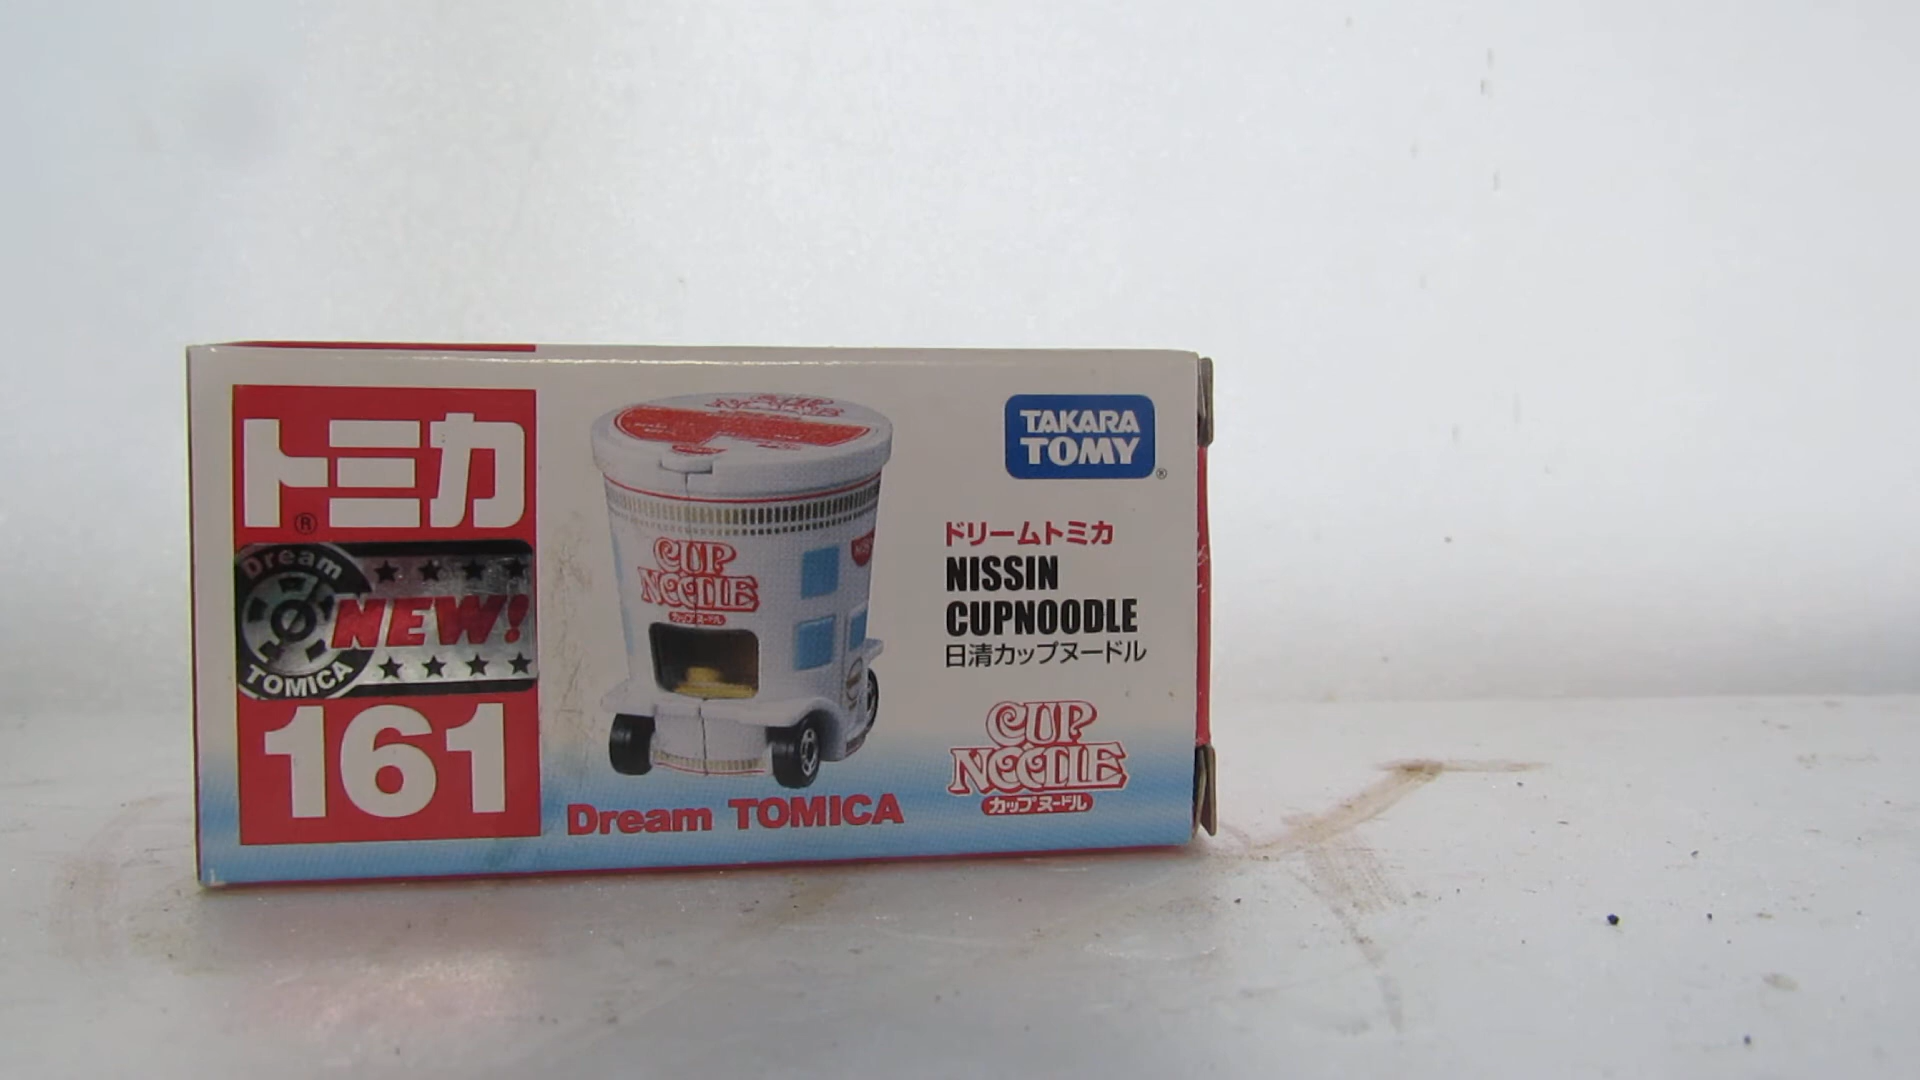 トミカ
®
Dream
TOMICA
NEW!
161
CUP
NOODLE
カップヌードル
Dream TOMICA
TAKARA
TOMY
®
ドリームトミカ
NISSIN
CUPNOODLE
日清カップヌードル
CUP
NOODLE
カップヌードル